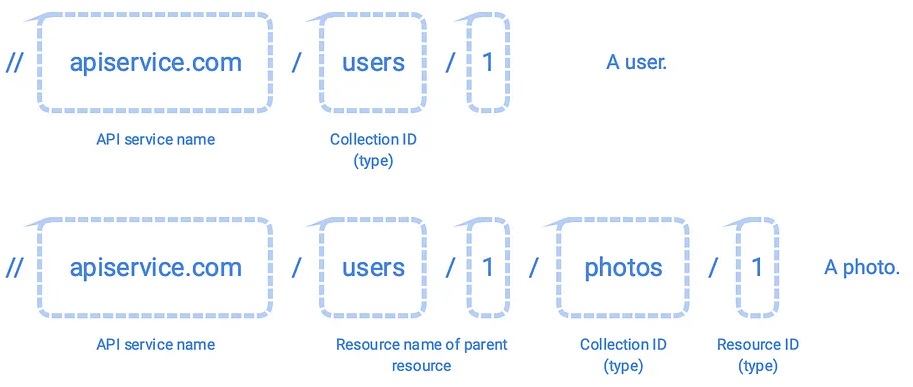 // apiservice.com / users / 1 A user.
API service name Collection ID
(type)
// apiservice.com / users / 1 / photos / 1 A photo.
API service name Resource name of parent Collection ID Resource ID
resource (type) (type)